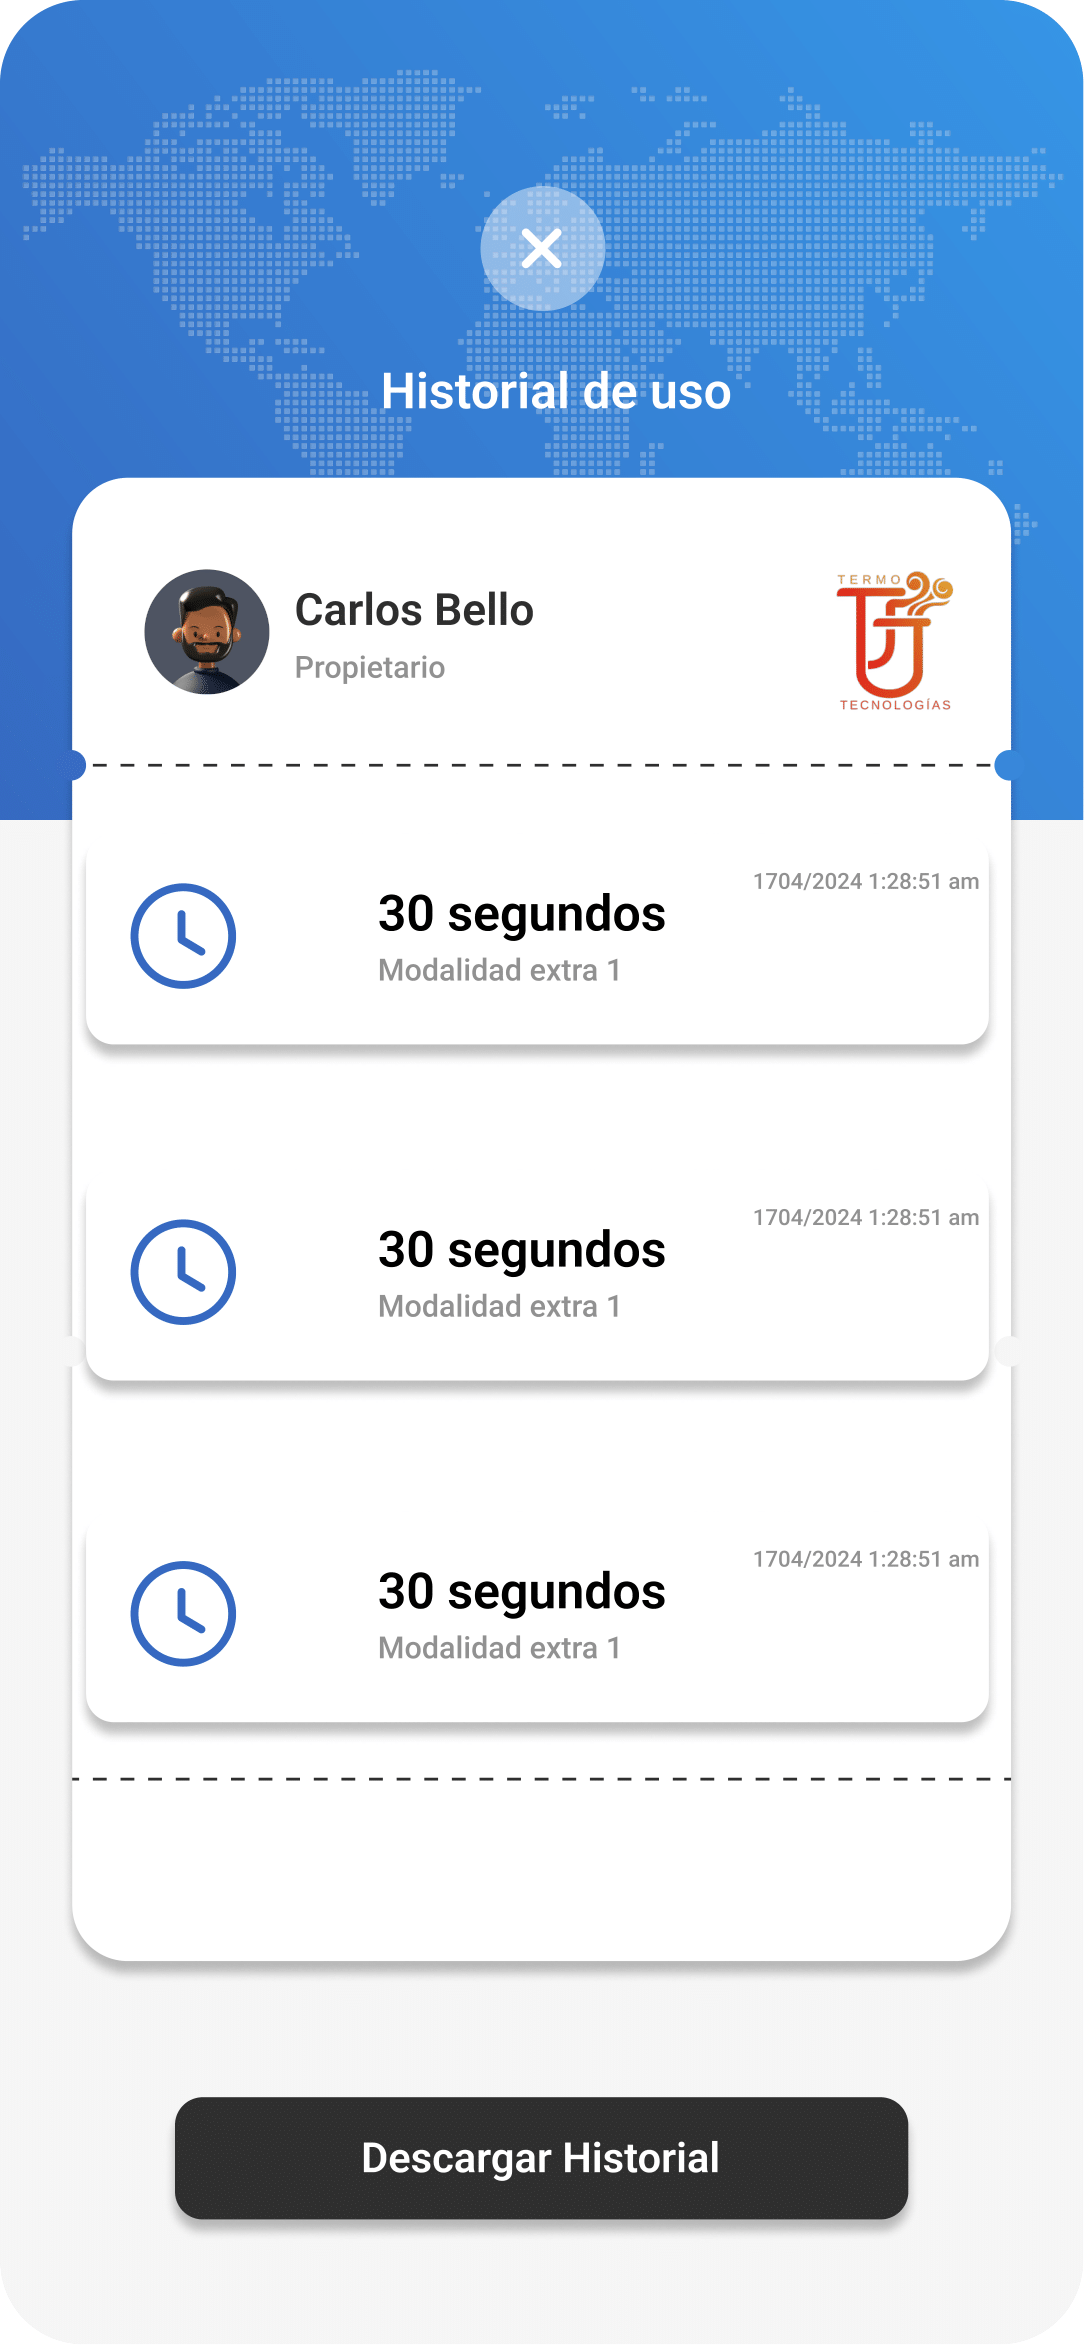 Historial de uso
Carlos Bello
Propietario
TERMO
TECNOLOGÍAS
1704/2024 1:28:51 am
30 segundos
Modalidad extra 1
1704/2024 1:28:51 am
30 segundos
Modalidad extra 1
1704/2024 1:28:51 am
30 segundos
Modalidad extra 1
Descargar Historial